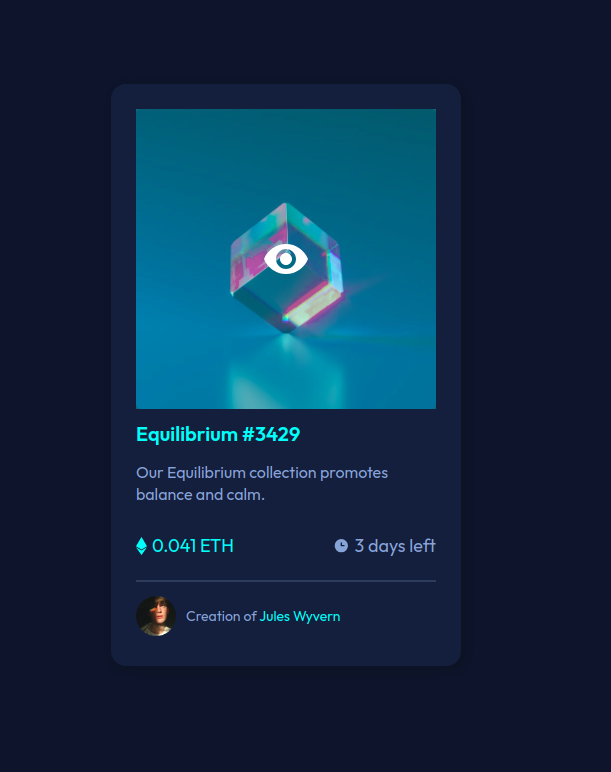 Equilibrium #3429
Our Equilibrium collection promotes
balance and calm.
0.041 ETH
3 days left
Creation of Jules Wyvern